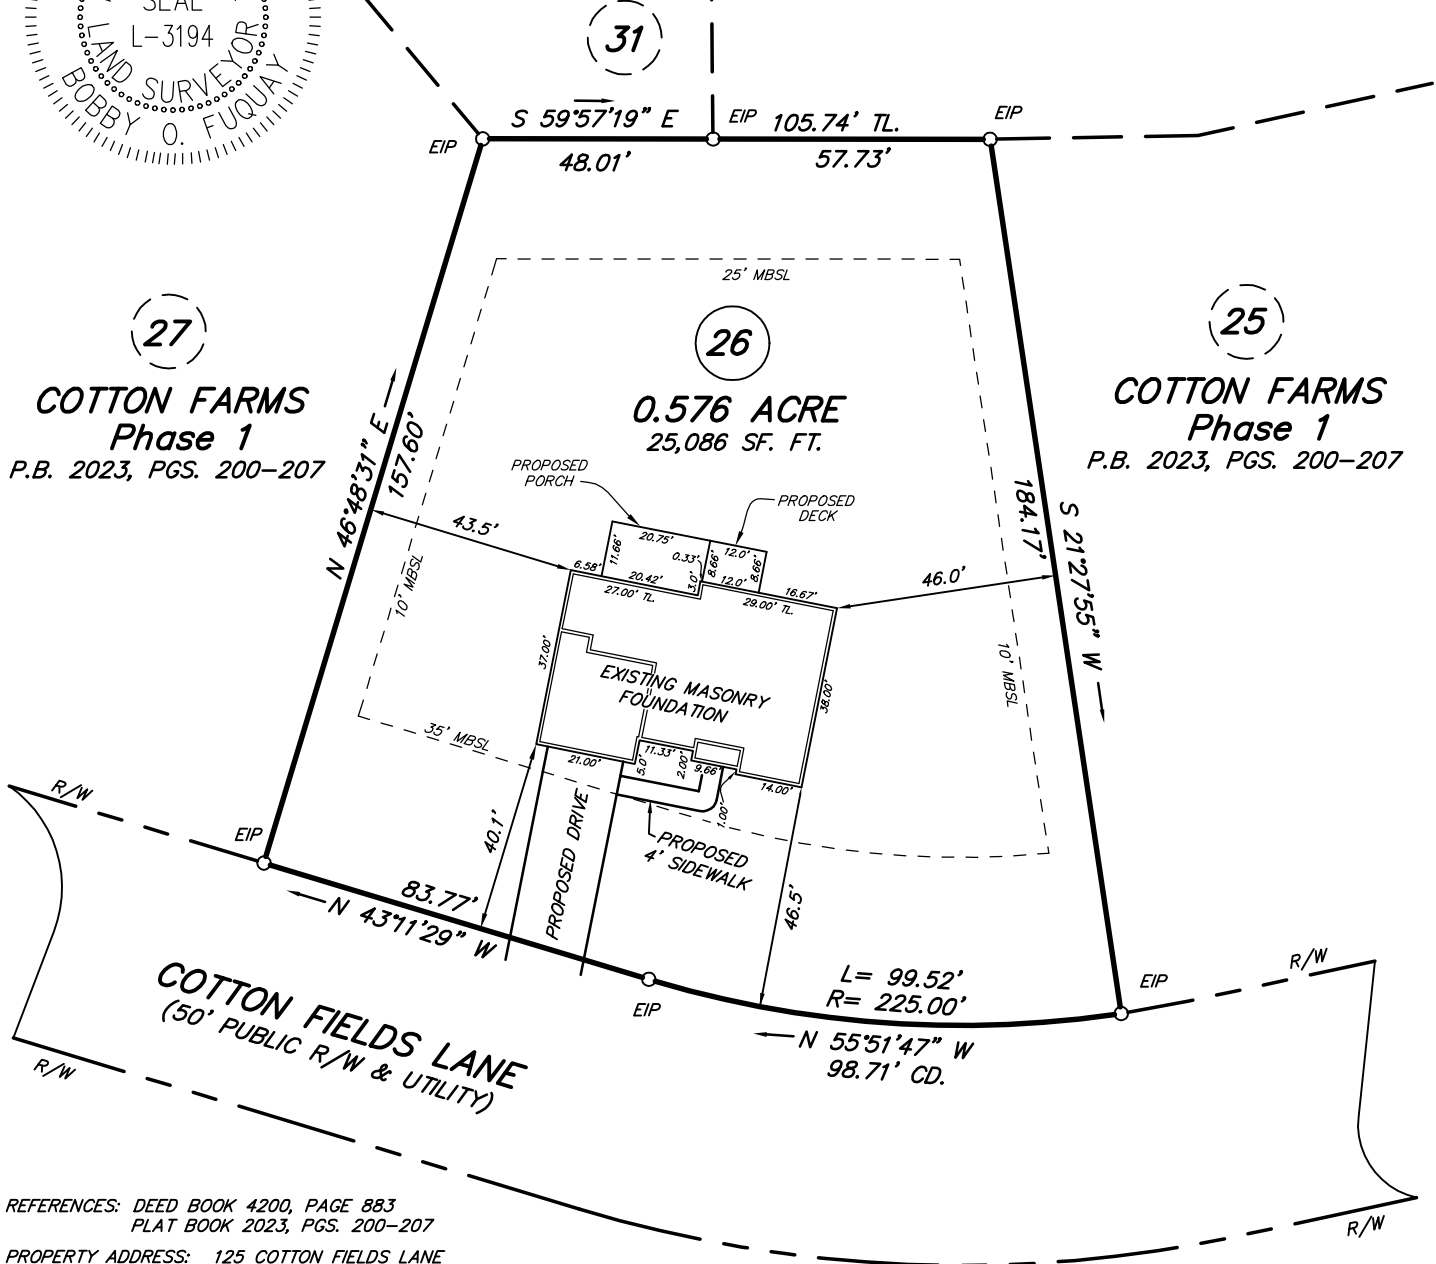 SEAL
L-3194
LAND SURVEYOR
BOBBY O. FUQUAY
31
S 59°57'19" E
EIP
105.74' TL.
EIP
EIP
48.01'
57.73'
25' MBSL
27
COTTON FARMS
Phase 1
P.B. 2023, PGS. 200-207
26
0.576 ACRE
25,086 SF. FT.
25
COTTON FARMS
Phase 1
P.B. 2023, PGS. 200-207
N 46°48'31" E
157.60'
184.17'
S 21°27'55" W
PROPOSED
PORCH
PROPOSED
DECK
43.5'
46.0'
10' MBSL
10' MBSL
35' MBSL
20.75'
11.66'
0.33'
8.66'
12.0'
8.66'
6.58'
20.42'
3.0'
12.0'
16.67'
27.00' TL.
29.00' TL.
37.00'
38.00'
EXISTING MASONRY
FOUNDATION
21.00'
11.33'
5.0'
2.00'
9.66'
14.00'
1.00'
40.1'
PROPOSED DRIVE
PROPOSED
4' SIDEWALK
46.5'
R/W
EIP
83.77'
N 43°11'29" W
EIP
L= 99.52'
R= 225.00'
N 55°51'47" W
98.71' CD.
EIP
R/W
COTTON FIELDS LANE
(50' PUBLIC R/W & UTILITY)
R/W
R/W
REFERENCES: DEED BOOK 4200, PAGE 883
PLAT BOOK 2023, PGS. 200-207
PROPERTY ADDRESS: 125 COTTON FIELDS LANE